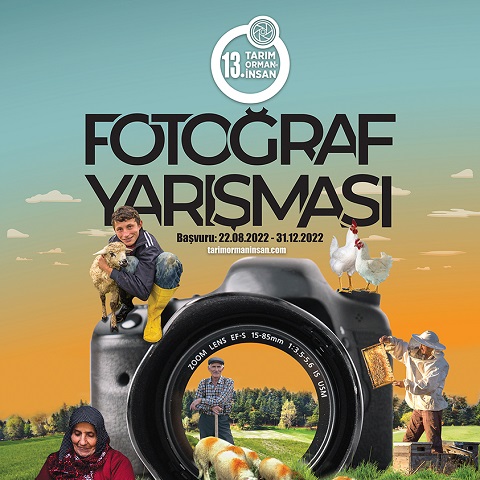 13.
TARIM
ORMAN-
İNSAN
FOTOĞRAF
YARIŞMASI
Başvuru: 22.08.2022 - 31.12.2022
tarimormaninsan.com
ZOOM LENS EF-S 15-85mm 1:3.5-5.6 IS USM